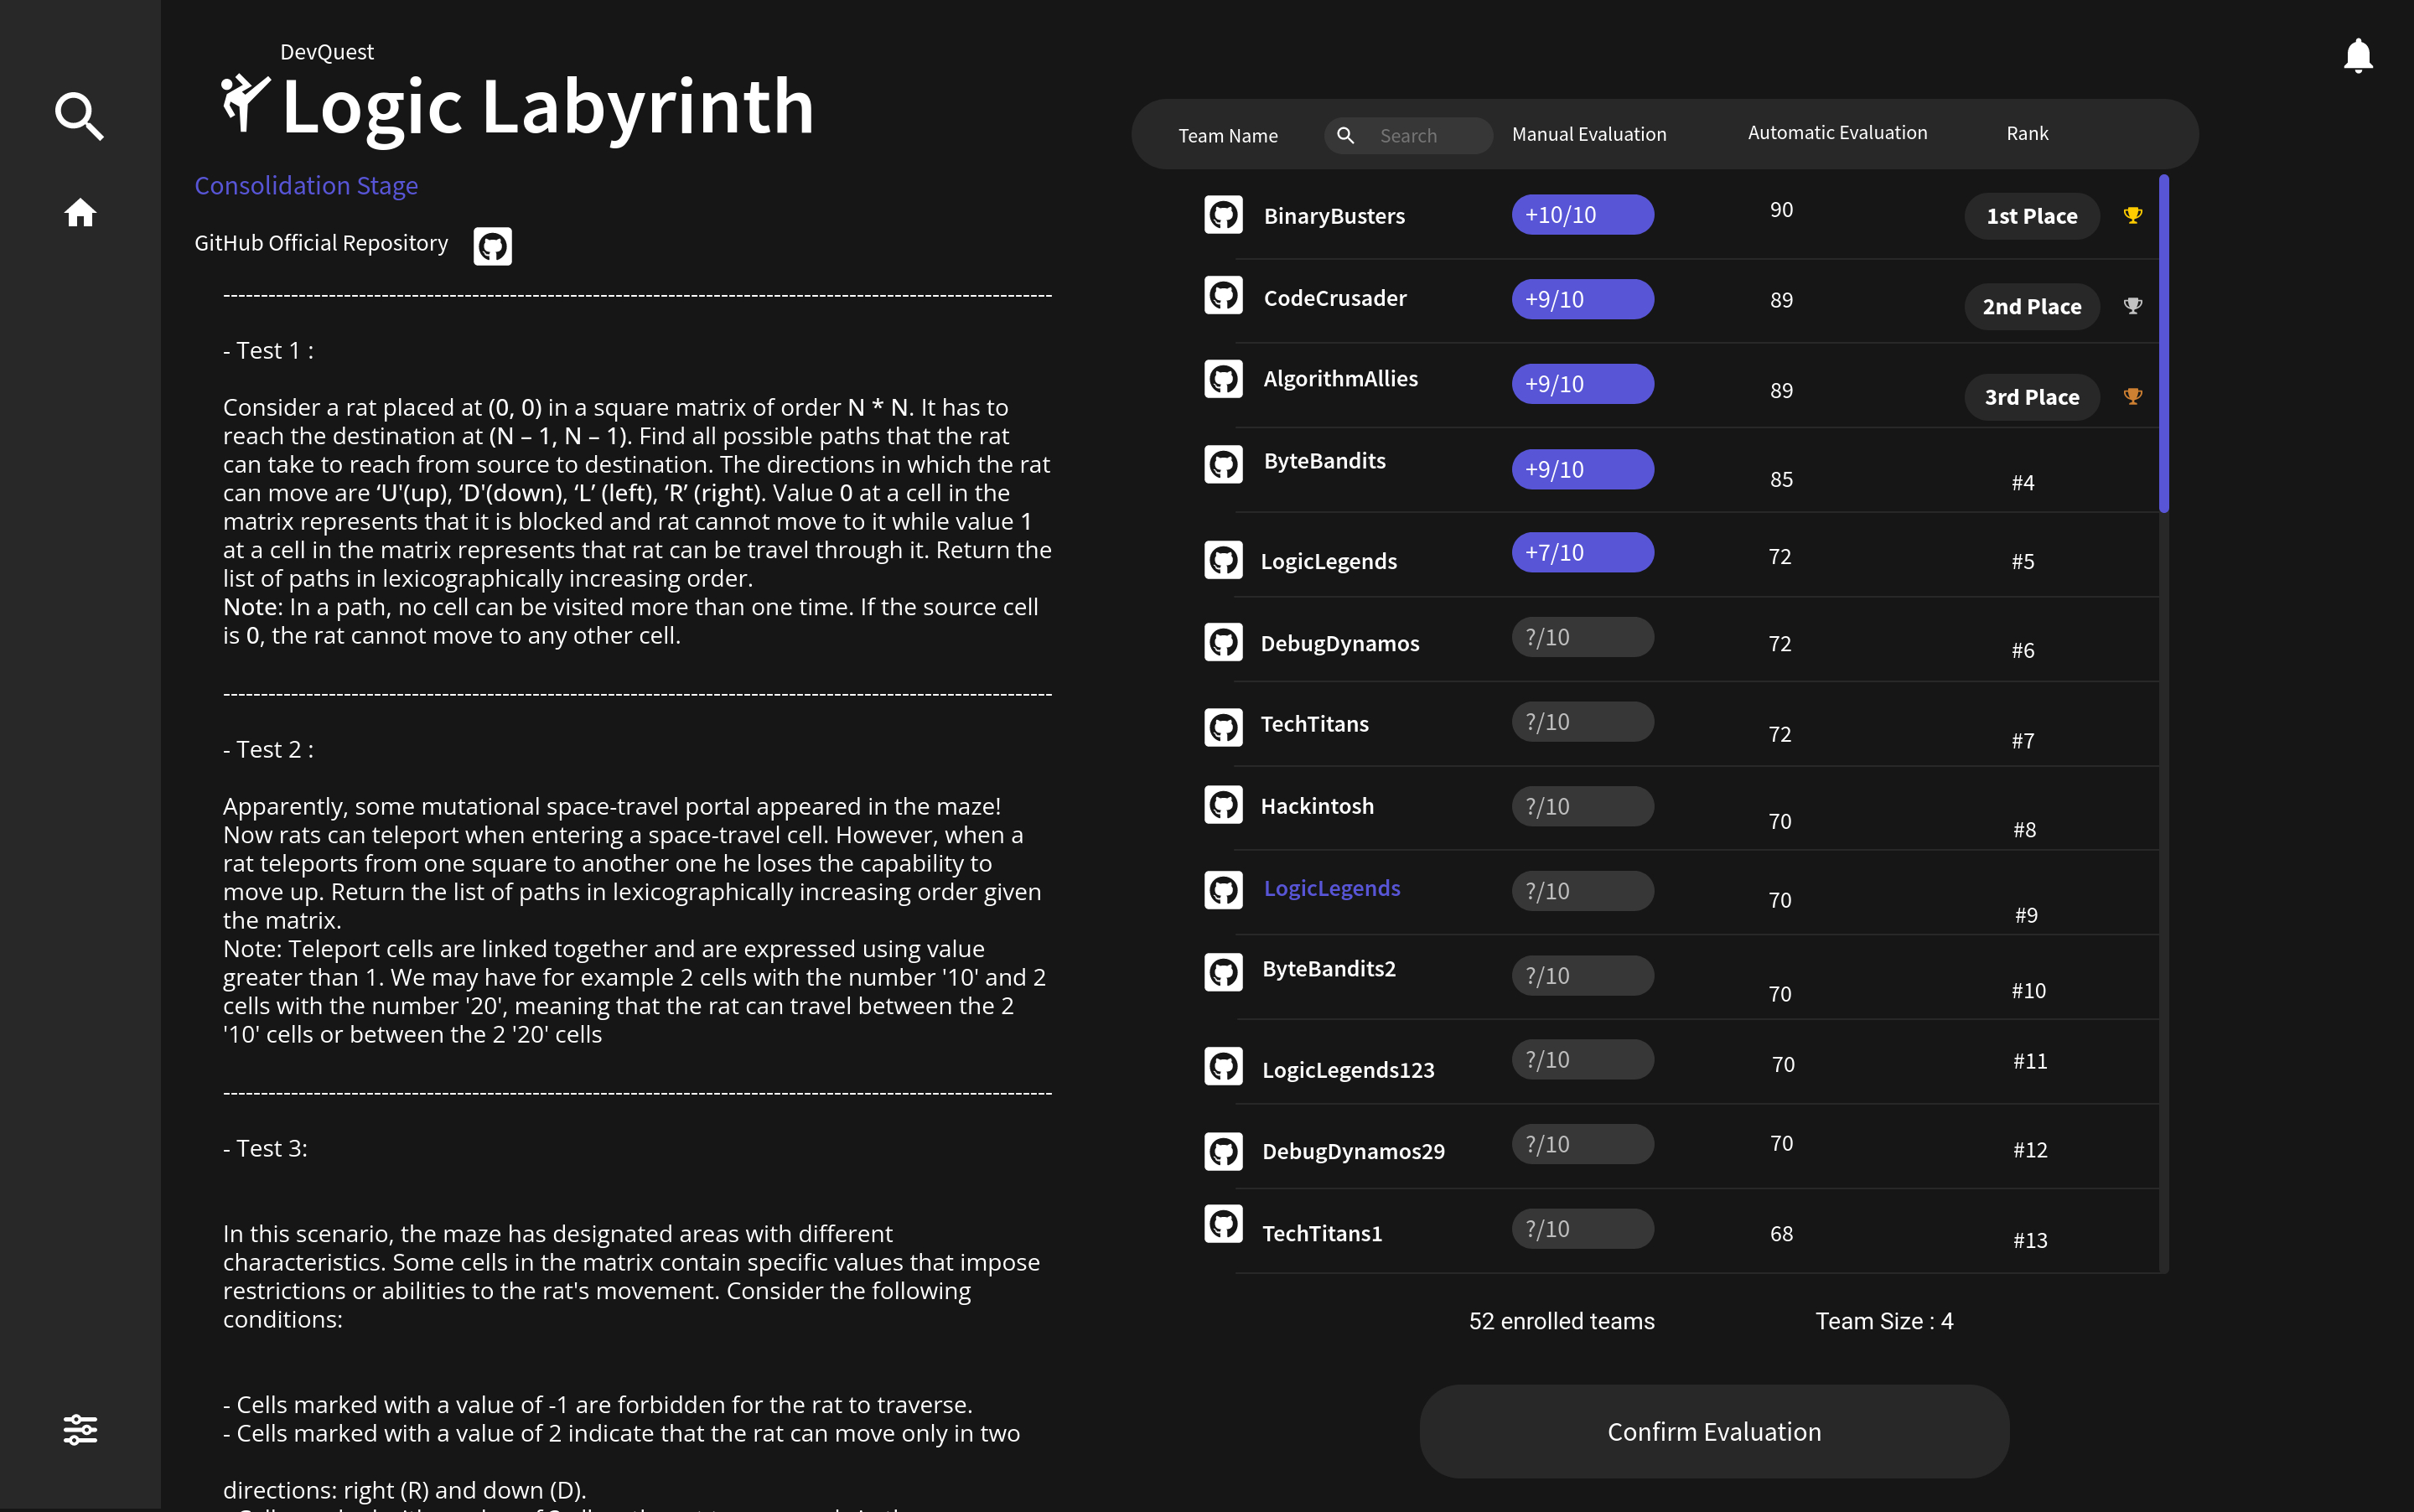 DevQuest
Logic Labyrinth
Consolidation Stage
GitHub Official Repository
--------------------------------------------------------------------------------------------------------------
- Test 1 :
Consider a rat placed at (0, 0) in a square matrix of order N * N. It has to
reach the destination at (N – 1, N – 1). Find all possible paths that the rat
can take to reach from source to destination. The directions in which the rat
can move are ‘U'(up), ‘D'(down), ‘L’ (left), ‘R’ (right). Value 0 at a cell in the
matrix represents that it is blocked and rat cannot move to it while value 1
at a cell in the matrix represents that rat can be travel through it. Return the
list of paths in lexicographically increasing order.
Note: In a path, no cell can be visited more than one time. If the source cell
is 0, the rat cannot move to any other cell.
--------------------------------------------------------------------------------------------------------------
- Test 2 :
Apparently, some mutational space-travel portal appeared in the maze!
Now rats can teleport when entering a space-travel cell. However, when a
rat teleports from one square to another one he loses the capability to
move up. Return the list of paths in lexicographically increasing order given
the matrix.
Note: Teleport cells are linked together and are expressed using value
greater than 1. We may have for example 2 cells with the number '10' and 2
cells with the number '20', meaning that the rat can travel between the 2
'10' cells or between the 2 '20' cells
--------------------------------------------------------------------------------------------------------------
- Test 3:
In this scenario, the maze has designated areas with different
characteristics. Some cells in the matrix contain specific values that impose
restrictions or abilities to the rat's movement. Consider the following
conditions:
- Cells marked with a value of -1 are forbidden for the rat to traverse.
- Cells marked with a value of 2 indicate that the rat can move only in two
directions: right (R) and down (D).
Team Name Search Manual Evaluation Automatic Evaluation Rank
BinaryBusters +10/10 90 1st Place
CodeCrusader +9/10 89 2nd Place
AlgorithmAllies +9/10 89 3rd Place
ByteBandits +9/10 85 #4
LogicLegends +7/10 72 #5
DebugDynamos ?/10 72 #6
TechTitans ?/10 72 #7
Hackintosh ?/10 70 #8
LogicLegends ?/10 70 #9
ByteBandits2 ?/10 70 #10
LogicLegends123 ?/10 70 #11
DebugDynamos29 ?/10 70 #12
TechTitans1 ?/10 68 #13
52 enrolled teams Team Size : 4
Confirm Evaluation